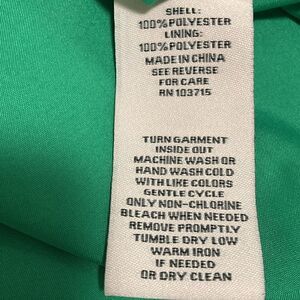 SHELL:
100% POLYESTER
LINING:
100% POLYESTER
MADE IN CHINA
SEE REVERSE
FOR CARE
RN 103715
TURN GARMENT
INSIDE OUT
MACHINE WASH OR
HAND WASH COLD
WITH LIKE COLORS
GENTLE CYCLE
ONLY NON-CHLORINE
BLEACH WHEN NEEDED
REMOVE PROMPTLY
TUMBLE DRY LOW
WARM IRON
IF NEEDED
OR DRY CLEAN